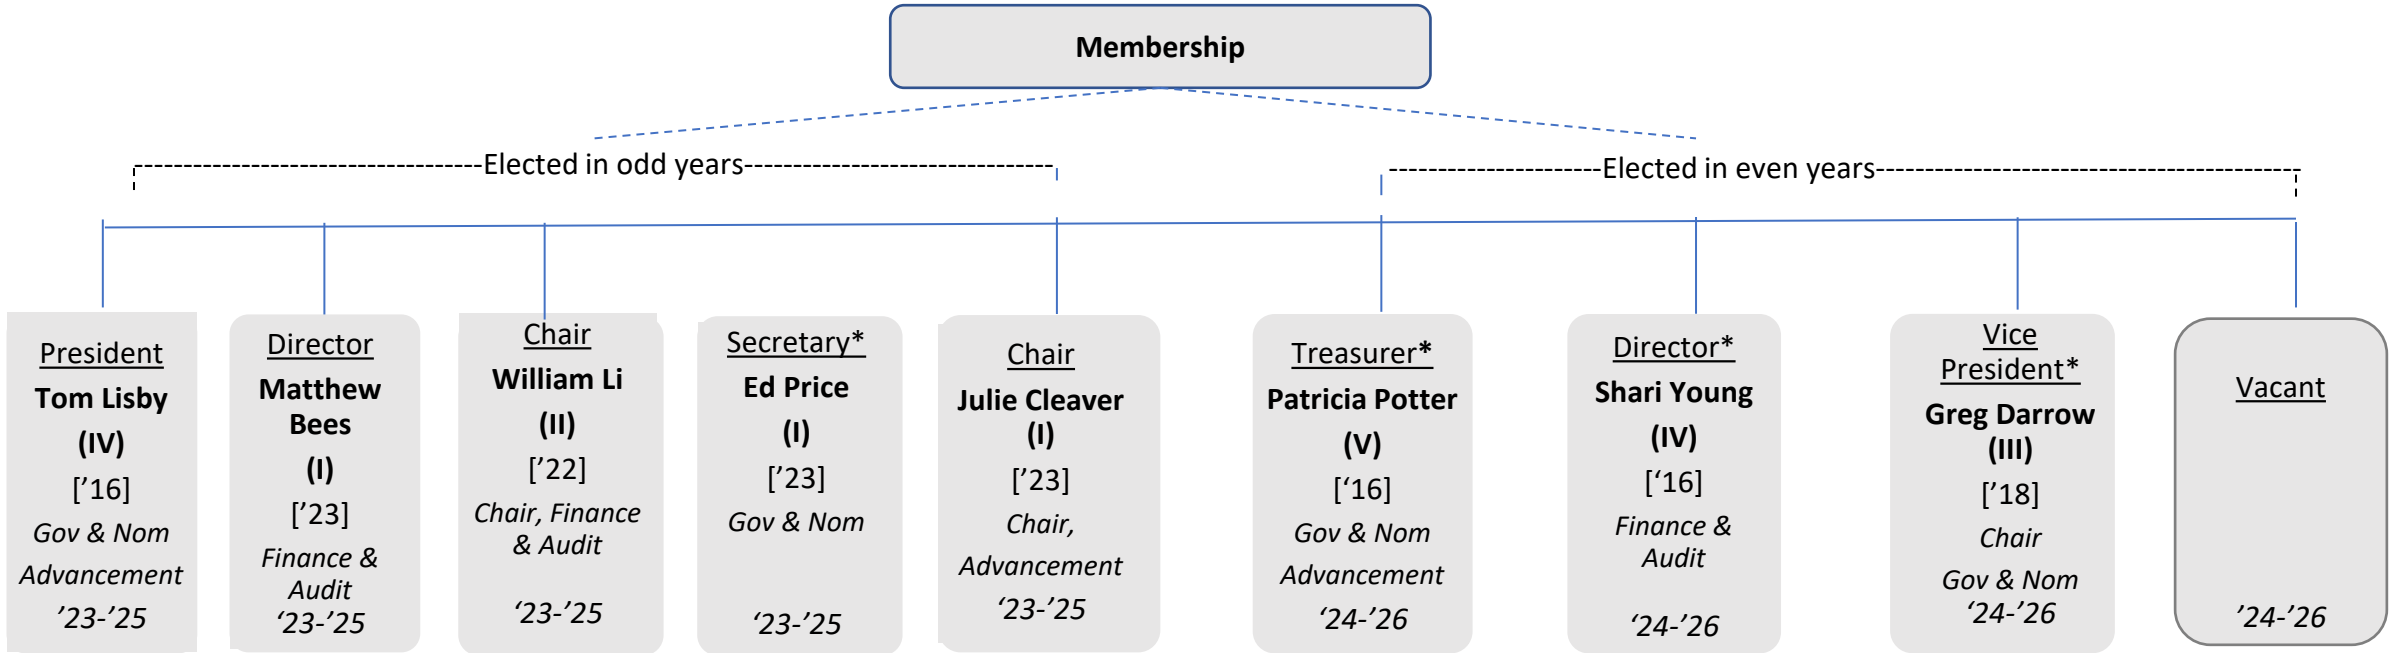 Membership
Elected in odd years
Elected in even years
President
Tom Lisby
(IV)
[’16]
Gov & Nom
Advancement
’23-’25
Director
Matthew
Bees
(I)
[’23]
Finance &
Audit
‘23-’25
Chair
William Li
(II)
[’22]
Chair, Finance
& Audit
‘23-’25
Secretary*
Ed Price
(I)
[’23]
Gov & Nom
‘23-’25
Chair
Julie Cleaver
(I)
[’23]
Chair,
Advancement
‘23-’25
Treasurer*
Patricia Potter
(V)
[‘16]
Gov & Nom
Advancement
‘24-’26
Director*
Shari Young
(IV)
[‘16]
Finance &
Audit
‘24-’26
Vice
President*
Greg Darrow
(III)
[’18]
Chair
Gov & Nom
‘24-’26
Vacant
’24-’26